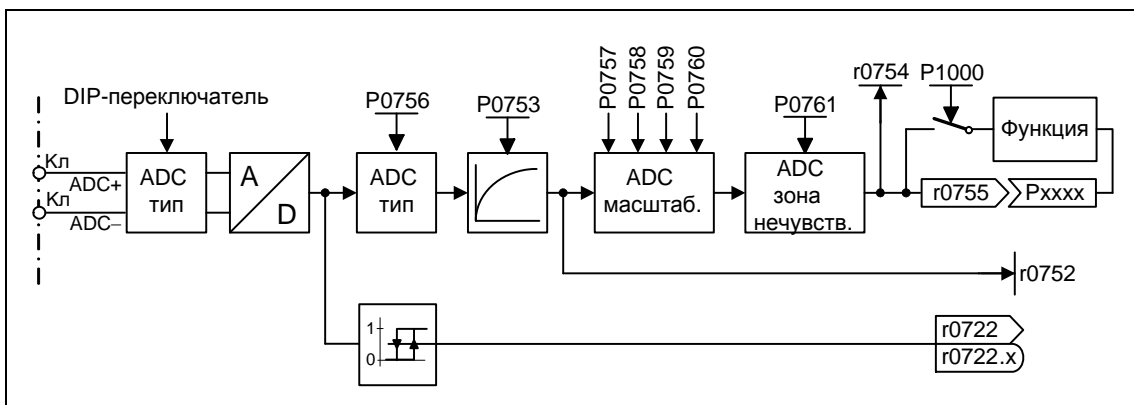 DIP-переключатель
Кл
ADC+
Кл
ADC−
ADC
тип
A
D
P0756
ADC
тип
P0753
P0757
P0758
P0759
P0760
ADC
масштаб.
P0761
ADC
зона
нечувств.
r0754
P1000
Функция
r0755
Pxxxx
r0752
1
0
r0722
r0722.x